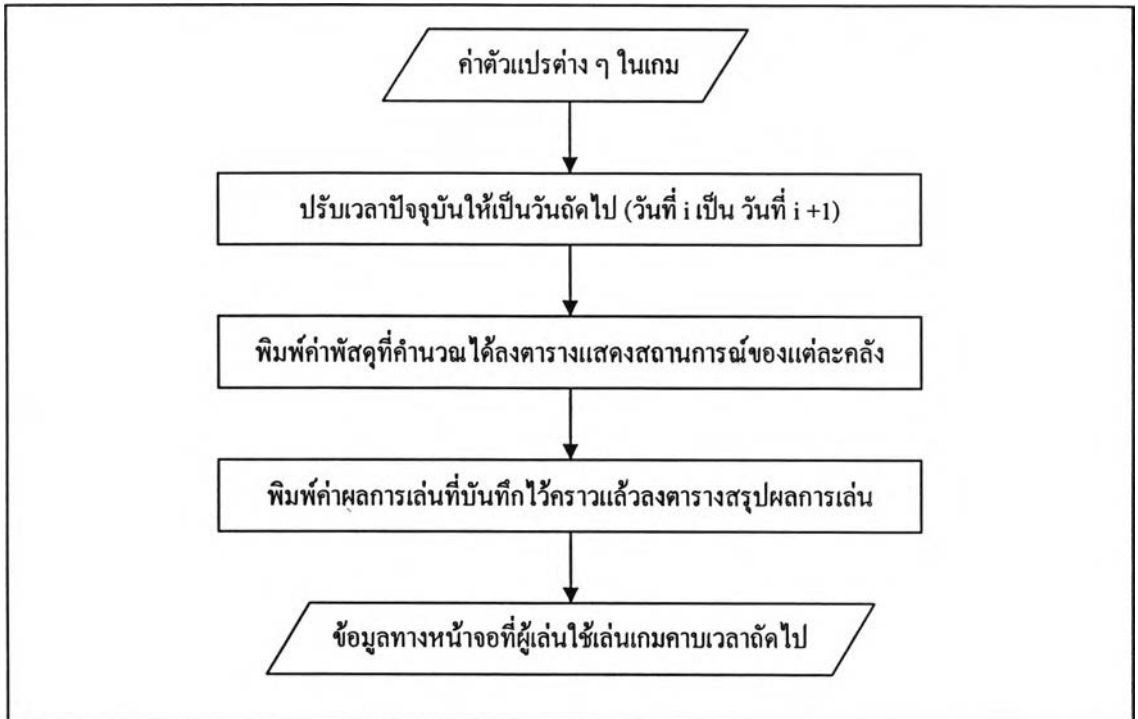 ค่าตัวแปรต่าง ๆ ในเกม
ปรับเวลาปัจจุบันให้เป็นวันถัดไป (วันที่ i เป็น วันที่ i +1)
พิมพ์ค่าพัสดุที่คำนวณได้ลงตารางแสดงสถานการณ์ของแต่ละคลัง
พิมพ์ค่าผลการเล่นที่บันทึกไว้คราวแล้วลงตารางสรุปผลการเล่น
ข้อมูลทางหน้าจอที่ผู้เล่นใช้เล่นเกมคาบเวลาถัดไป